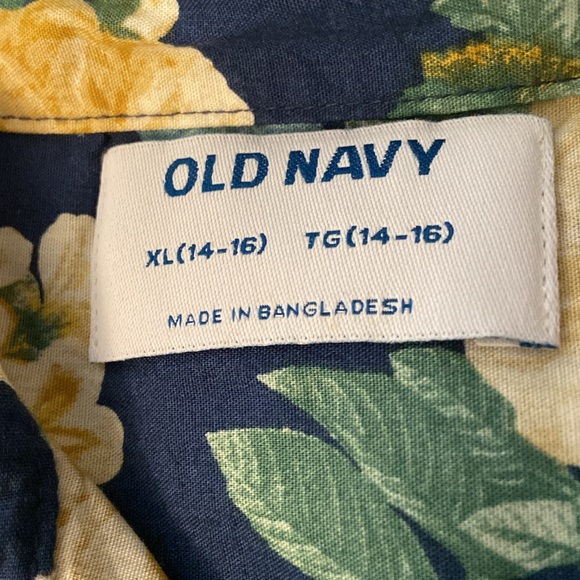 OLD NAVY
XL(14-16) TG(14-16)
MADE IN BANGLADESH